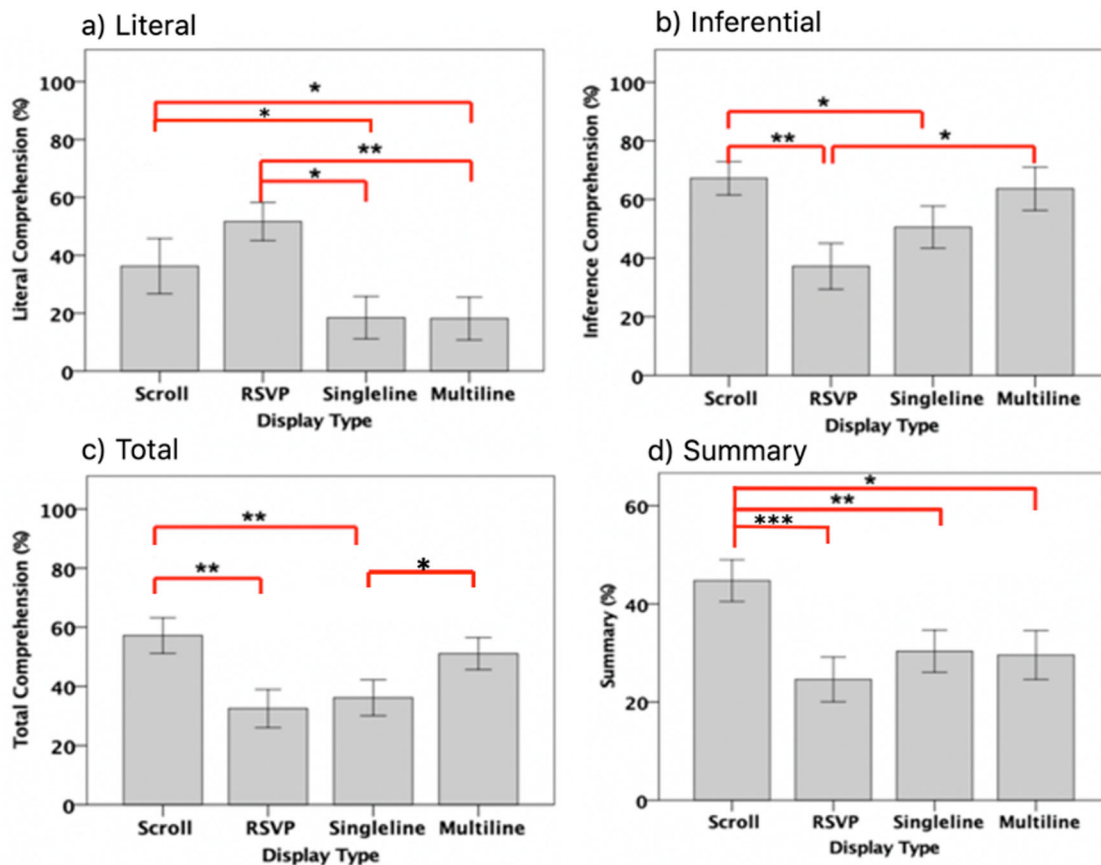 a) Literal
Literal Comprehension (%)
100
80
60
40
20
0
*
*
**
*
Scroll RSVP Singleline Multiline
Display Type
b) Inferential
Inference Comprehension (%)
100
80
60
40
20
0
*
**
*
Scroll RSVP Singleline Multiline
Display Type
c) Total
Total Comprehension (%)
100
80
60
40
20
0
**
**
*
Scroll RSVP Singleline Multiline
Display Type
d) Summary
Summary (%)
60
40
20
0
*
**
***
Scroll RSVP Singleline Multiline
Display Type